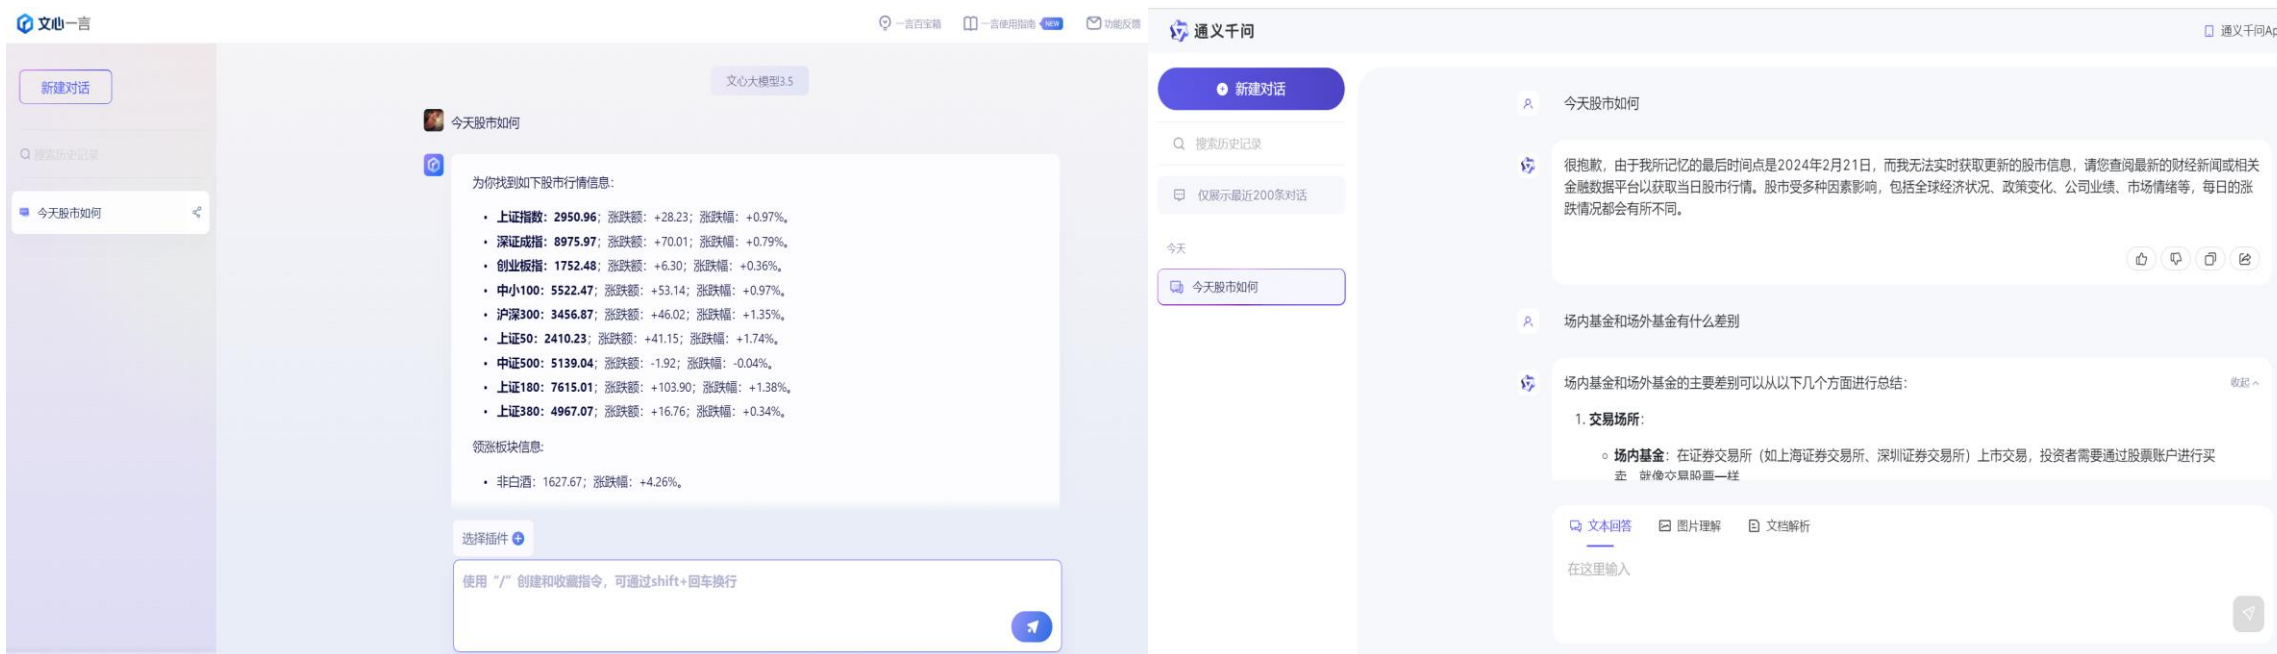 文心一言
一言百宝箱
一言使用指南 NEW
功能反馈
新建对话
搜索历史记录
今天股市如何
文心大模型3.5
今天股市如何
为你找到如下股市行情信息：
• 上证指数：2950.96；涨跌额：+28.23；涨跌幅：+0.97%。
• 深证成指：8975.97；涨跌额：+70.01；涨跌幅：+0.79%。
• 创业板指：1752.48；涨跌额：+6.30；涨跌幅：+0.36%。
• 中小100：5522.47；涨跌额：+53.14；涨跌幅：+0.97%。
• 沪深300：3456.87；涨跌额：+46.02；涨跌幅：+1.35%。
• 上证50：2410.23；涨跌额：+41.15；涨跌幅：+1.74%。
• 中证500：5139.04；涨跌额：-1.92；涨跌幅：-0.04%。
• 上证180：7615.01；涨跌额：+103.90；涨跌幅：+1.38%。
• 上证380：4967.07；涨跌额：+16.76；涨跌幅：+0.34%。
领涨板块信息:
• 非白酒：1627.67；涨跌幅：+4.26%。
选择插件
使用“/”创建和收藏指令，可通过shift+回车换行
通义千问
通义千问Ap
新建对话
搜索历史记录
仅展示最近200条对话
今天
今天股市如何
今天股市如何
很抱歉，由于我所记忆的最后时间点是2024年2月21日，而我无法实时获取更新的股市信息，请您查阅最新的财经新闻或相关
金融数据平台以获取当日股市行情。股市受多种因素影响，包括全球经济状况、政策变化、公司业绩、市场情绪等，每日的涨
跌情况都会有所不同。
场内基金和场外基金有什么差别
场内基金和场外基金的主要差别可以从以下几个方面进行总结：
收起
1. 交易场所：
○ 场内基金：在证券交易所（如上海证券交易所、深圳证券交易所）上市交易，投资者需要通过股票账户进行买
卖，就像交易股票一样
文本回答
图片理解
文档解析
在这里输入